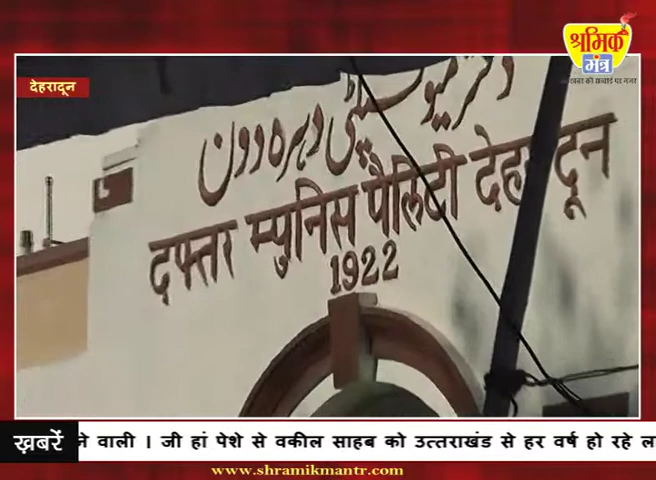 श्रमिक
मंत्र
देहरादून
دفتر میونسپلٹی دہرہ دون
दफ्तर म्युनिसपैलिटी देहरादून
1922
ख़बरें
ने वाली । जी हां पेशे से वकील साहब को उत्तराखंड से हर वर्ष हो रहे ल
www.shramikmantr.com